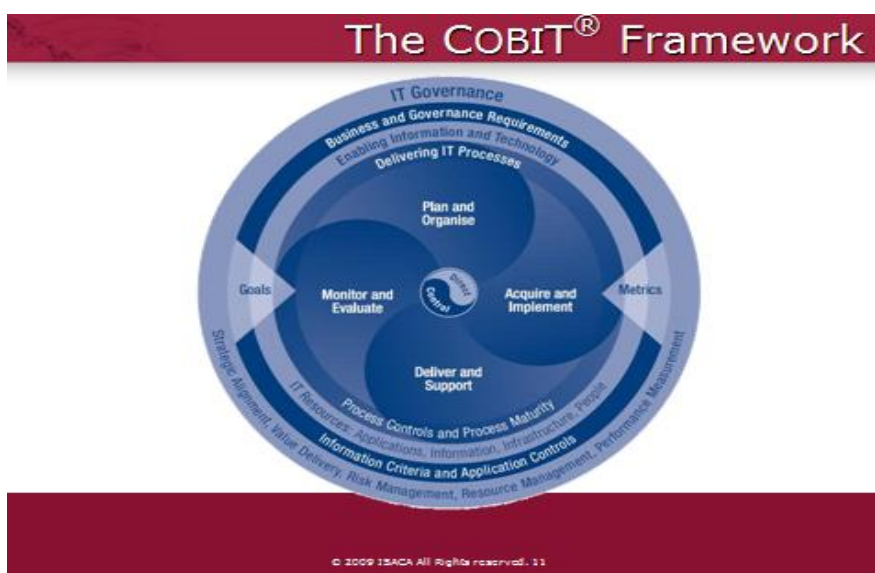 The COBIT® Framework
IT Governance
Business and Governance Requirements
Enabling Information and Technology
Delivering IT Processes
Plan and
Organise
Goals
Monitor and
Evaluate
Direct
Control
Acquire and
Implement
Metrics
Deliver and
Support
Process Controls and Process Maturity
IT Resources: Applications, Information, Infrastructure, People
Information Criteria and Application Controls
Strategic Alignment, Value Delivery, Risk Management, Resource Management, Performance Measurement
© 2009 ISACA All Rights reserved. 11